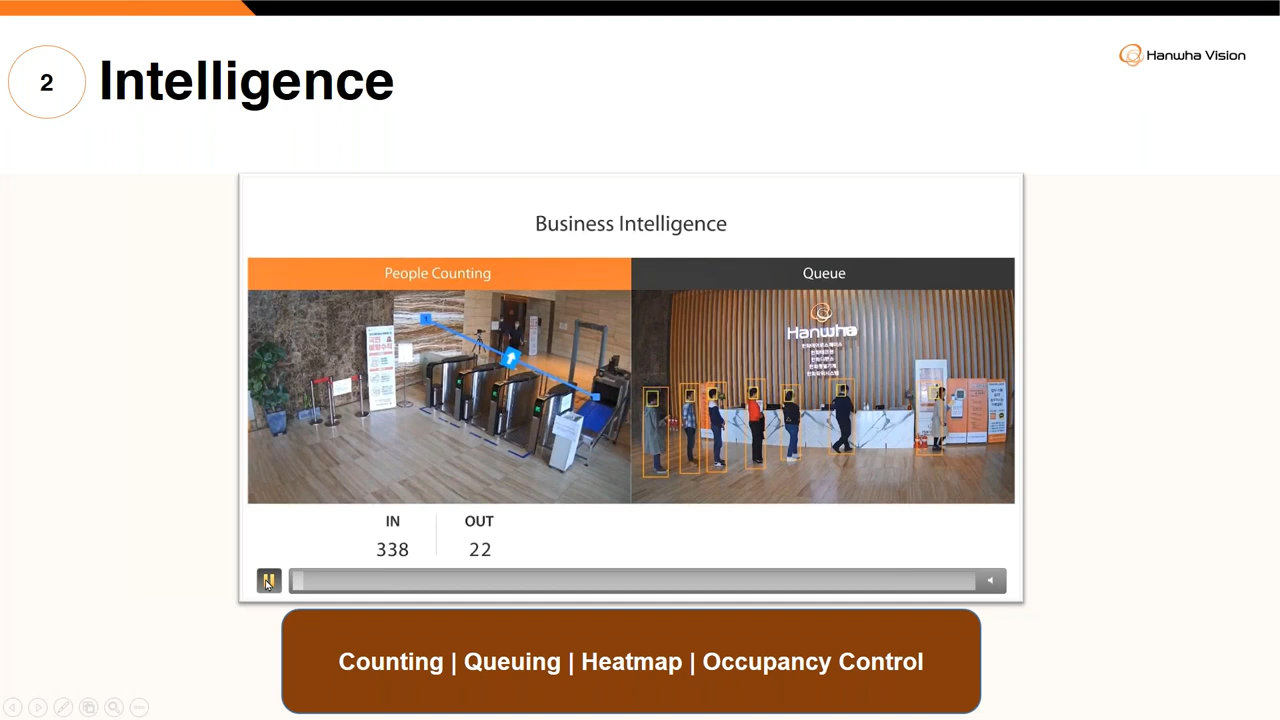 2
Intelligence
Hanwha Vision
Business Intelligence
People Counting
Queue
1
Hanwha
IN
OUT
338
22
Counting | Queuing | Heatmap | Occupancy Control